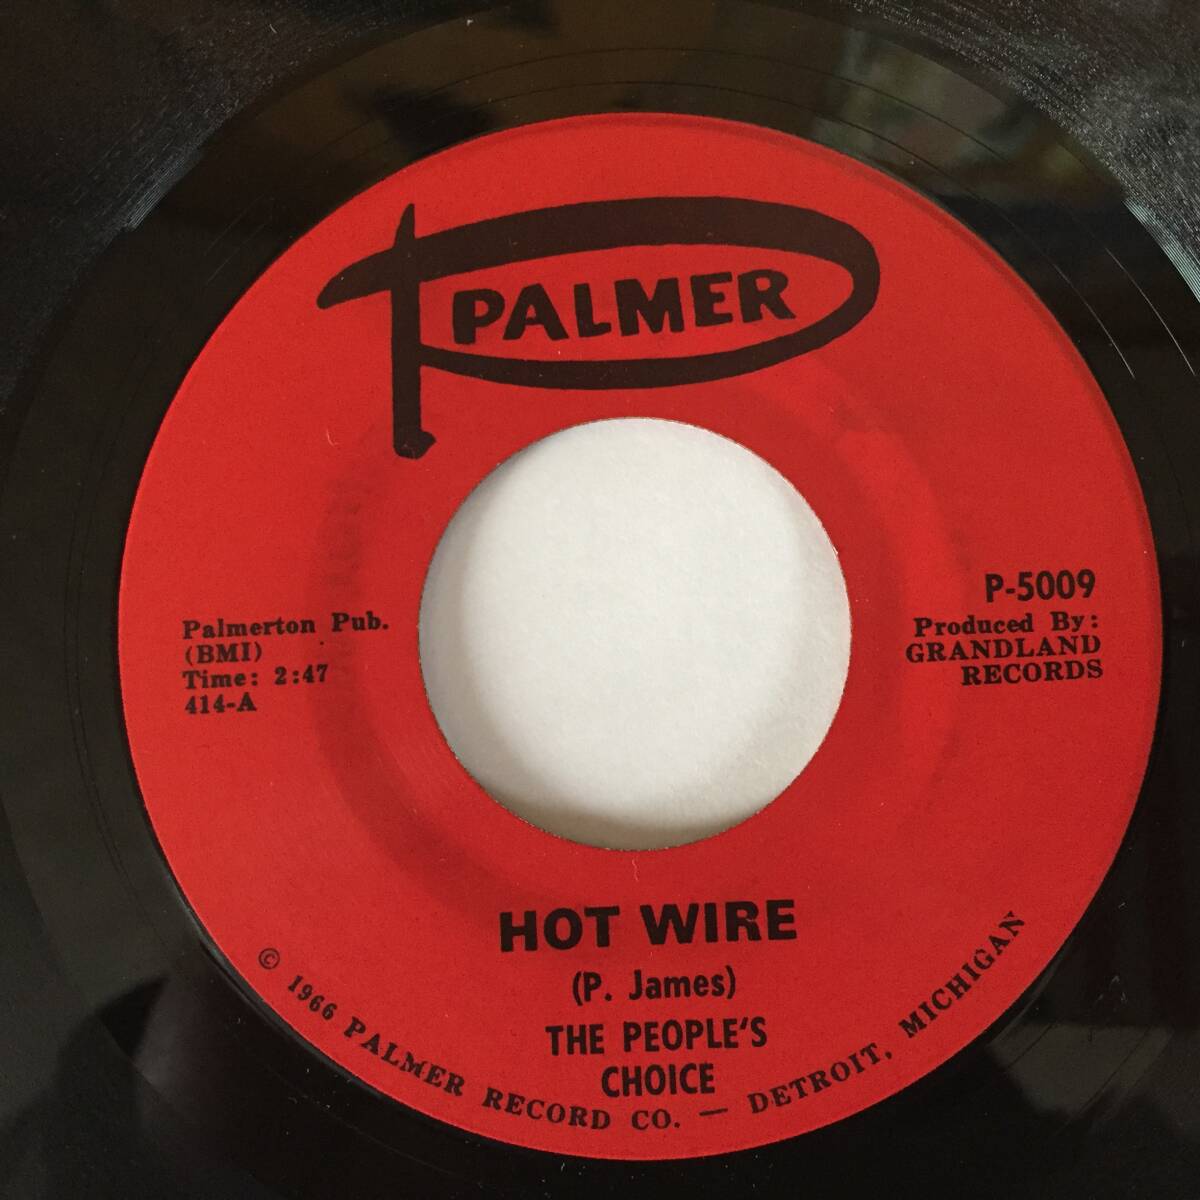 PALMER
Palmerton Pub.
(BMI)
Time: 2:47
414-A
P-5009
Produced By:
GRANDLAND
RECORDS
HOT WIRE
(P. James)
THE PEOPLE'S
CHOICE
© 1966 PALMER RECORD CO. — DETROIT, MICHIGAN